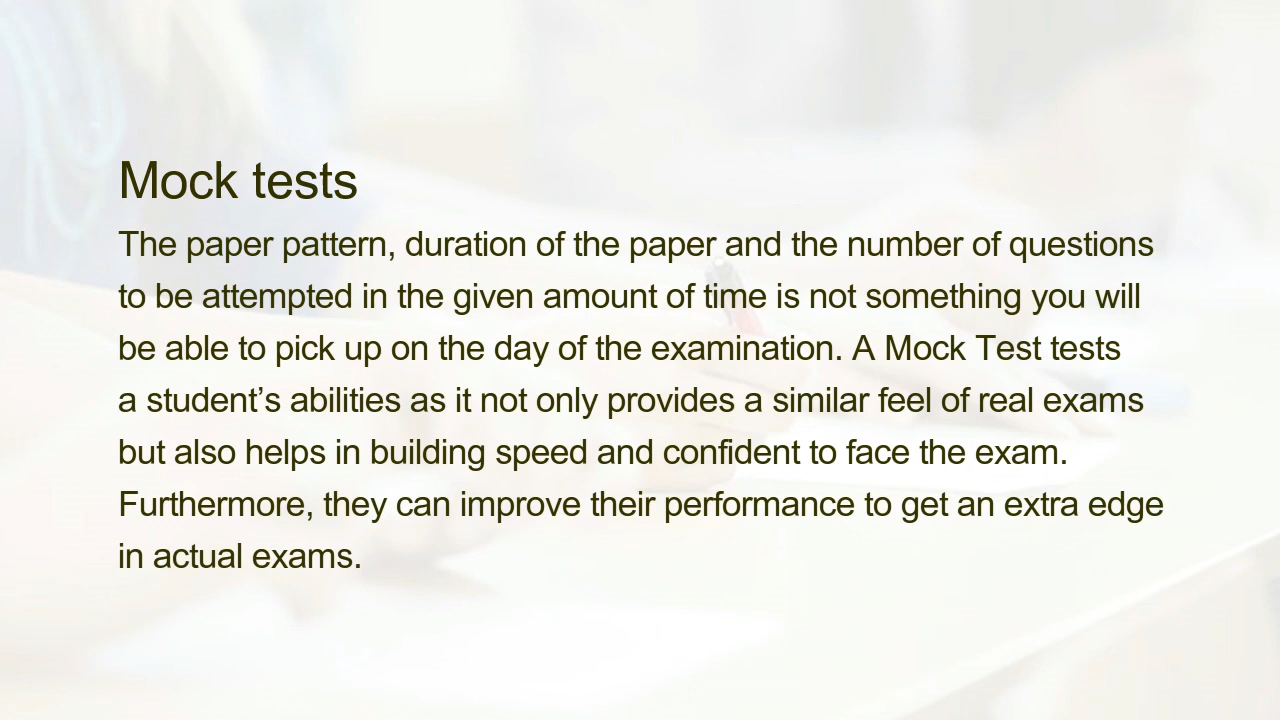 Mock tests
The paper pattern, duration of the paper and the number of questions
to be attempted in the given amount of time is not something you will
be able to pick up on the day of the examination. A Mock Test tests
a student’s abilities as it not only provides a similar feel of real exams
but also helps in building speed and confident to face the exam.
Furthermore, they can improve their performance to get an extra edge
in actual exams.